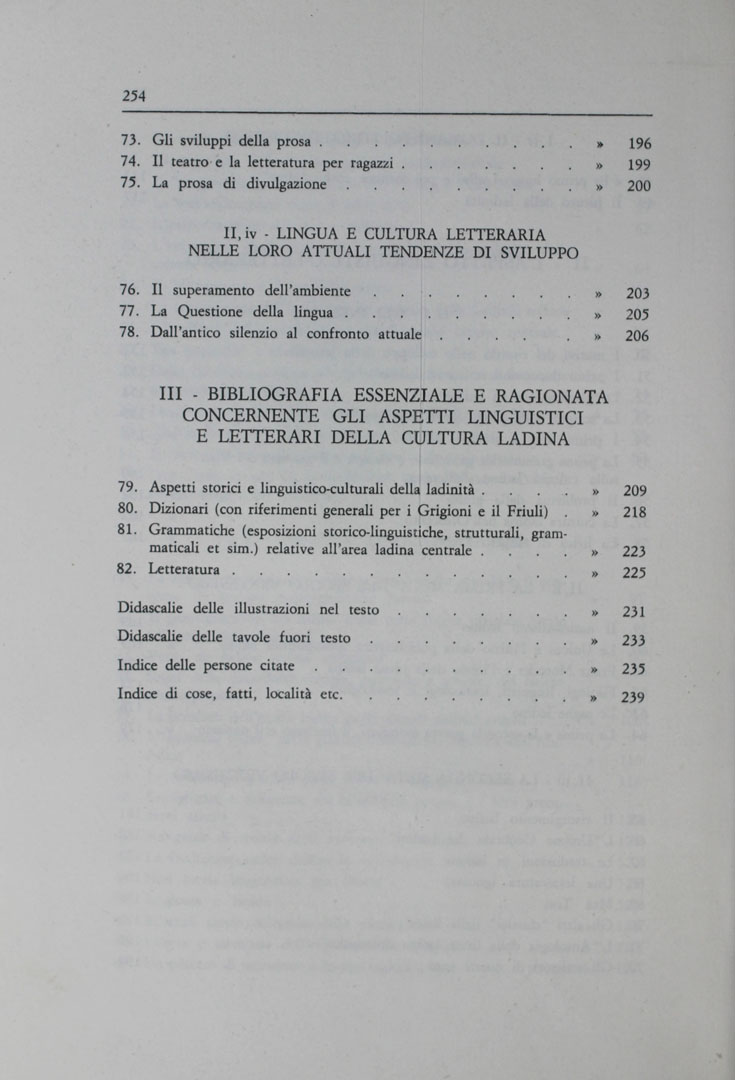 254
73. Gli sviluppi della prosa . . . . . . . . . . » 196
74. Il teatro e la letteratura per ragazzi . . . . . . . » 199
75. La prosa di divulgazione . . . . . . . . . . » 200
II, iv - LINGUA E CULTURA LETTERARIA
NELLE LORO ATTUALI TENDENZE DI SVILUPPO
76. Il superamento dell'ambiente . . . . . . . . » 203
77. La Questione della lingua . . . . . . . . . » 205
78. Dall'antico silenzio al confronto attuale . . . . . » 206
III - BIBLIOGRAFIA ESSENZIALE E RAGIONATA
CONCERNENTE GLI ASPETTI LINGUISTICI
E LETTERARI DELLA CULTURA LADINA
79. Aspetti storici e linguistico-culturali della ladinità . . . . » 209
80. Dizionari (con riferimenti generali per i Grigioni e il Friuli) . » 218
81. Grammatiche (esposizioni storico-linguistiche, strutturali, gram-
maticali et sim.) relative all'area ladina centrale . . . . » 223
82. Letteratura . . . . . . . . . . . . . » 225
Didascalie delle illustrazioni nel testo . . . . . . . » 231
Didascalie delle tavole fuori testo . . . . . . . . » 233
Indice delle persone citate . . . . . . . . . . » 235
Indice di cose, fatti, località etc. . . . . . . . . . » 239